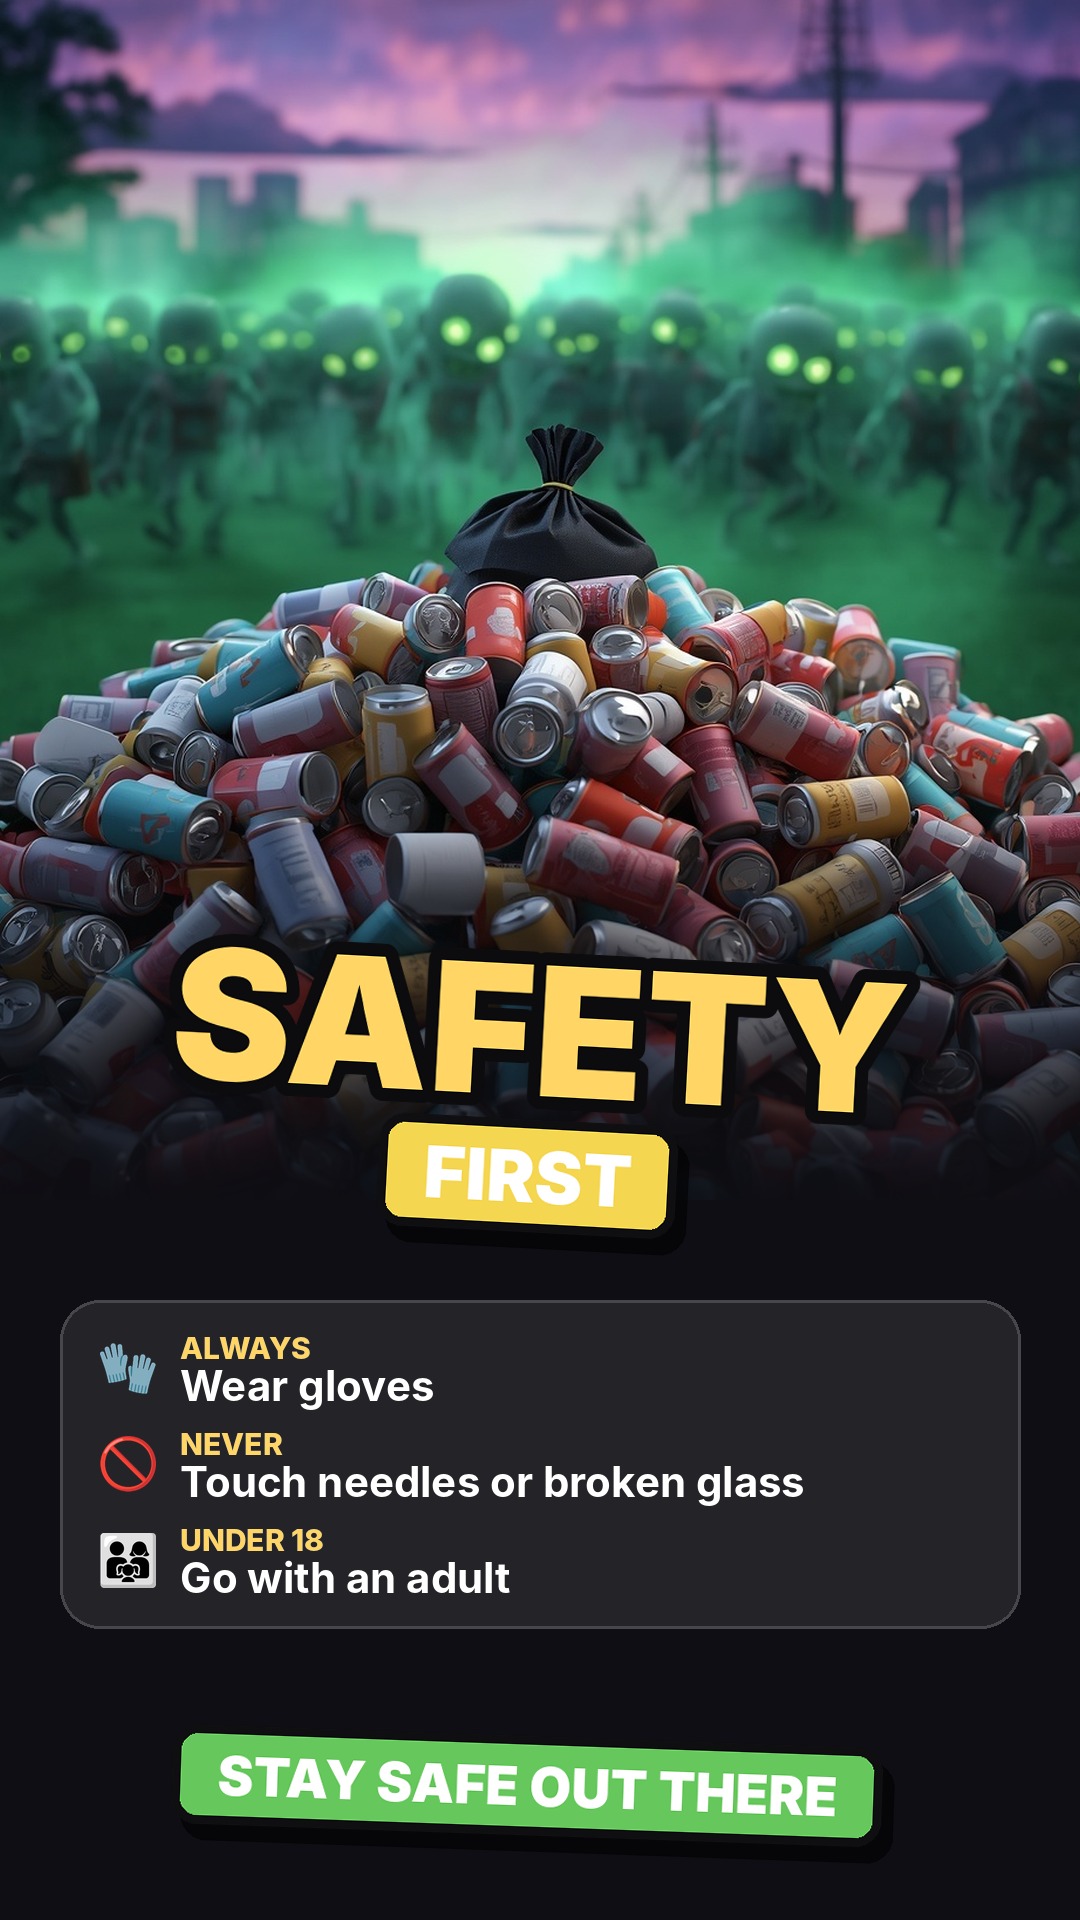 SAFETY
FIRST
ALWAYS
Wear gloves
NEVER
Touch needles or broken glass
UNDER 18
Go with an adult
STAY SAFE OUT THERE